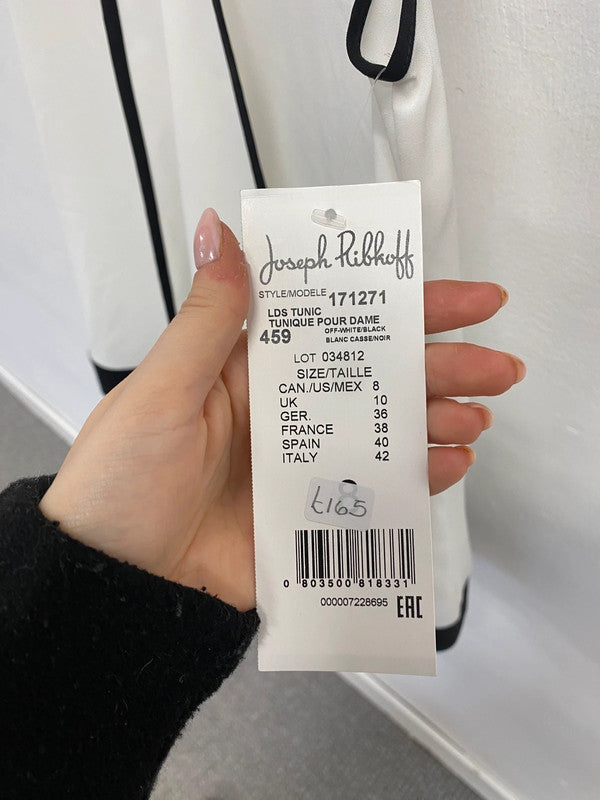 Joseph Ribkoff
STYLE/MODELE 171271
LDS TUNIC
TUNIQUE POUR DAME
459 OFF-WHITE/BLACK
BLANC CASSE/NOIR
LOT 034812
SIZE/TAILLE
CAN./US/MEX 8
UK 10
GER. 36
FRANCE 38
SPAIN 40
ITALY 42
£165
0 803500 818331
000007228695 EAC